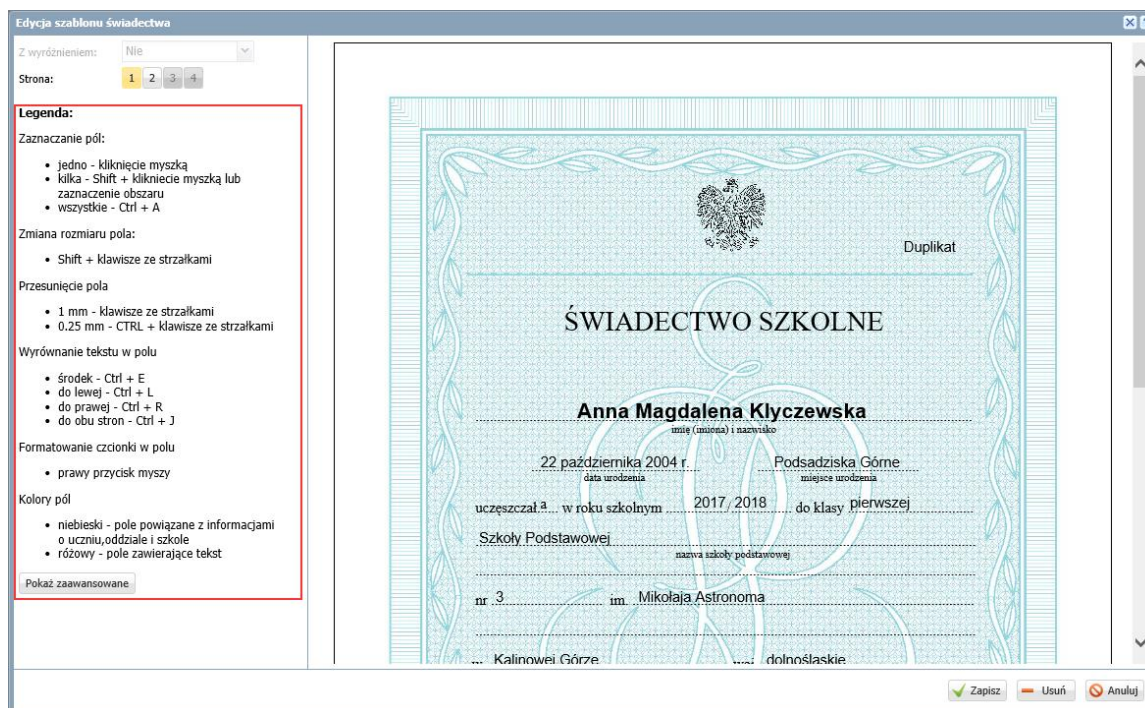 Edycja szablonu świadectwa
Z wyróżnieniem: Nie
Strona: 1 2 3 4
Legenda:
Zaznaczanie pól:
• jedno - kliknięcie myszką
• kilka - Shift + klikniecie myszką lub
zaznaczenie obszaru
• wszystkie - Ctrl + A
Zmiana rozmiaru pola:
• Shift + klawisze ze strzałkami
Przesunięcie pola
• 1 mm - klawisze ze strzałkami
• 0.25 mm - CTRL + klawisze ze strzałkami
Wyrównanie tekstu w polu
• środek - Ctrl + E
• do lewej - Ctrl + L
• do prawej - Ctrl + R
• do obu stron - Ctrl + J
Formatowanie czcionki w polu
• prawy przycisk myszy
Kolory pól
• niebieski - pole powiązane z informacjami
o uczniu,oddziale i szkole
• różowy - pole zawierające tekst
Pokaż zaawansowane
Duplikat
ŚWIADECTWO SZKOLNE
Anna Magdalena Klyczewska
imię (imiona) i nazwisko
22 października 2004 r. Podsadziska Górne
data urodzenia miejsce urodzenia
uczęszczał a w roku szkolnym 2017/2018 do klasy pierwszej
Szkoły Podstawowej
nazwa szkoły podstawowej
nr 3 im. Mikołaja Astronoma
Kalinowej Górze dolnośląskie
Zapisz Usuń Anuluj